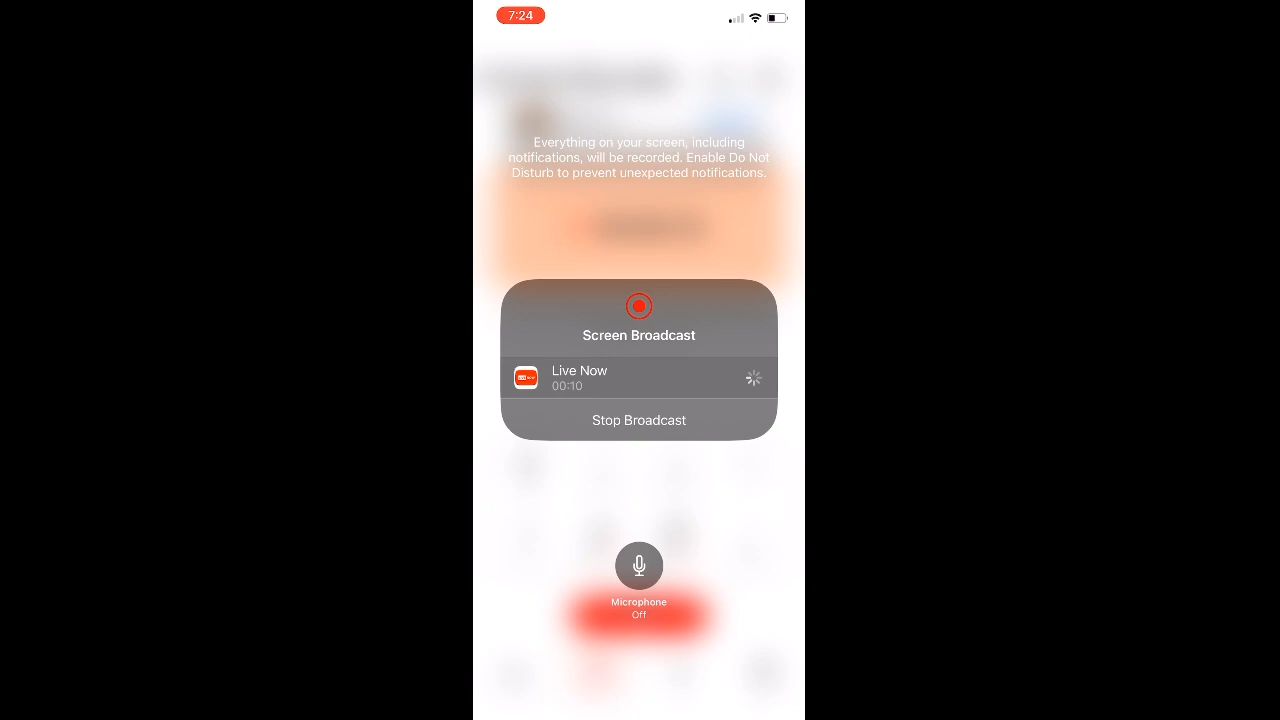 7:24
Everything on your screen, including
notifications, will be recorded. Enable Do Not
Disturb to prevent unexpected notifications.
Screen Broadcast
Live Now
00:10
Stop Broadcast
Microphone
Off